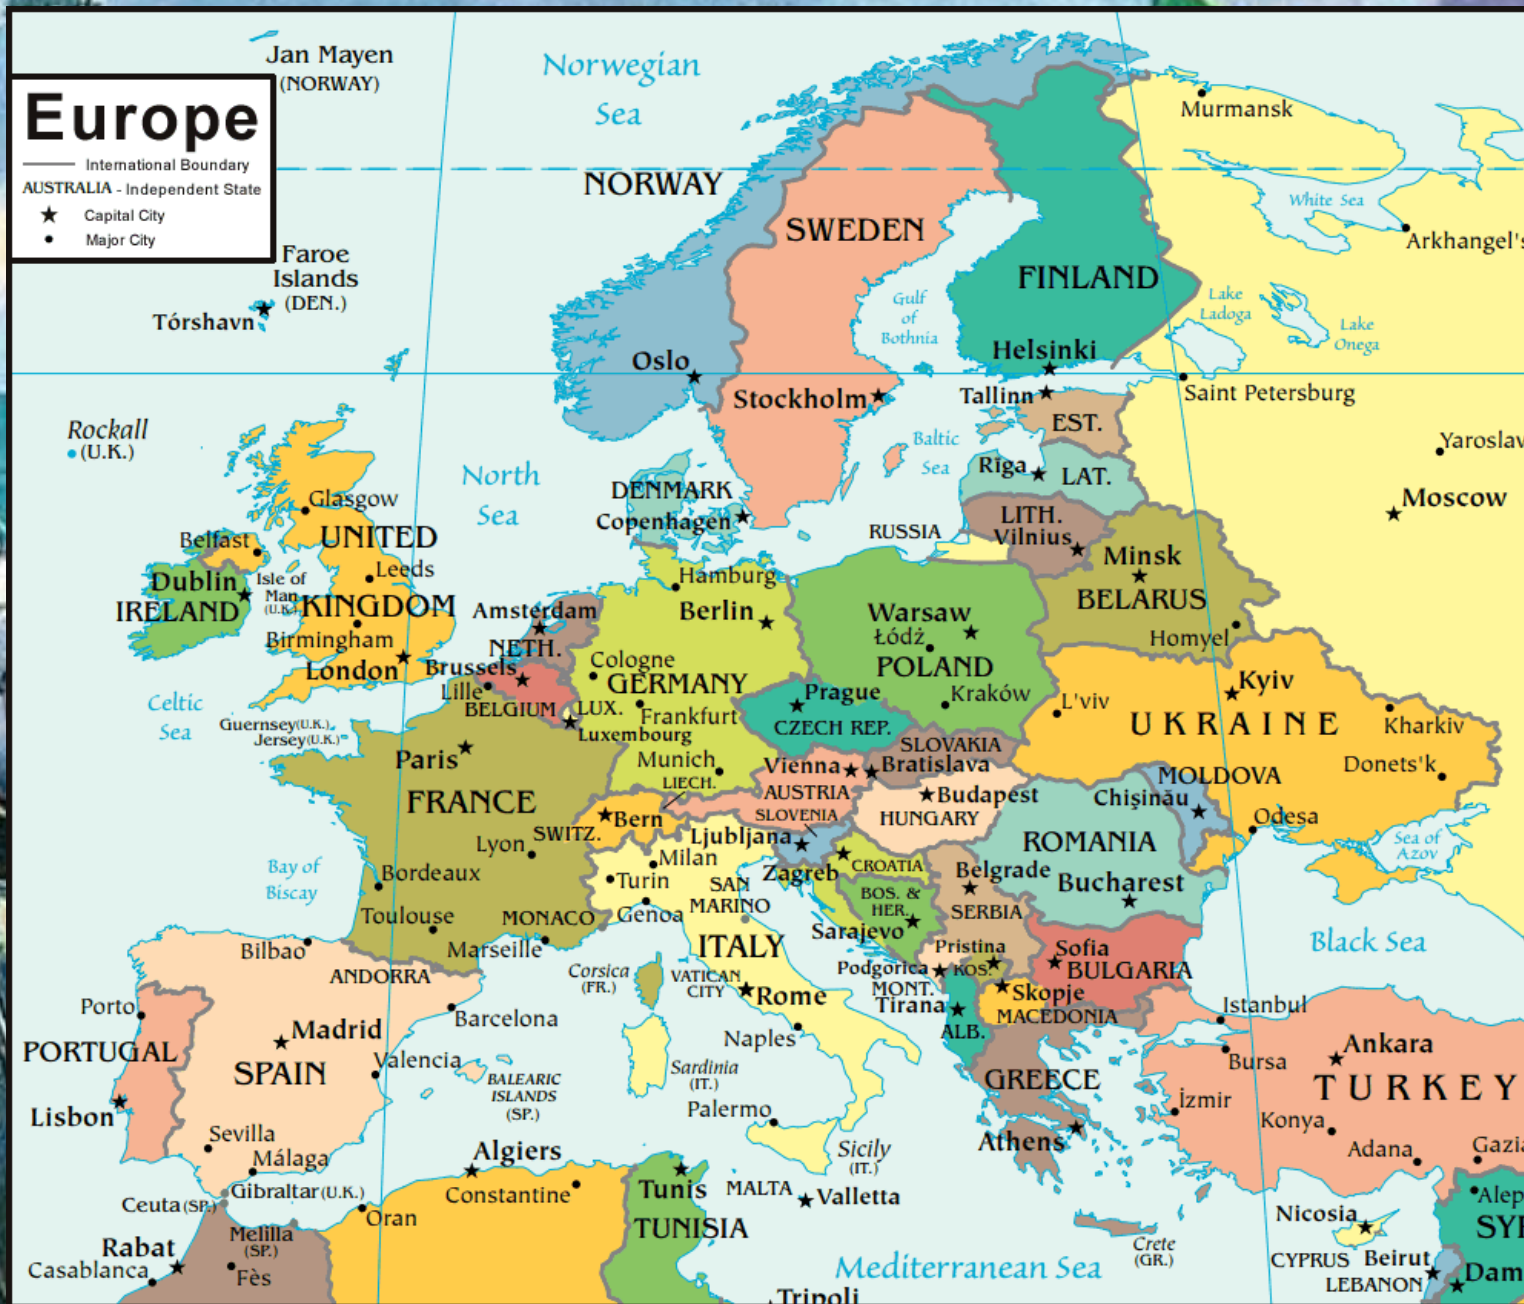 Jan Mayen
(NORWAY)
Norwegian
Sea
Europe
International Boundary
AUSTRALIA - Independent State
Capital City
Major City
Murmansk
NORWAY
White Sea
SWEDEN
Arkhangel's
Faroe
Islands
(DEN.)
Tórshavn
FINLAND
Gulf
of
Bothnia
Lake
Ladoga
Lake
Onega
Oslo
Helsinki
Stockholm
Tallinn
Saint Petersburg
EST.
Rockall
(U.K.)
Baltic
Sea
Yaroslav
North
Sea
Rīga
LAT.
Glasgow
DENMARK
Copenhagen
Moscow
RUSSIA
LITH.
Vilnius
UNITED
KINGDOM
Belfast
Leeds
Dublin
IRELAND
Isle of
Man
(U.K.)
Birmingham
London
Hamburg
Berlin
Minsk
BELARUS
Homyel
Amsterdam
NETH.
Warsaw
Łódź
POLAND
Kraków
Brussels
Lille
BELGIUM
Cologne
GERMANY
Frankfurt
LUX.
Luxembourg
Prague
CZECH REP.
L'viv
Kyiv
UKRAINE
Kharkiv
Donets'k
Celtic
Sea
Guernsey(U.K.)
Jersey(U.K.)
Paris
FRANCE
Munich
LIECH.
Vienna
AUSTRIA
SLOVAKIA
Bratislava
MOLDOVA
Chişinău
Odesa
Sea of
Azov
Budapest
HUNGARY
SLOVENIA
Ljubljana
Bern
SWITZ.
Lyon
ROMANIA
Bucharest
Bay of
Biscay
Bordeaux
Toulouse
Milan
Turin
Genoa
SAN
MARINO
Zagreb
CROATIA
Belgrade
SERBIA
BOS. &
HER.
Sarajevo
MONACO
Marseille
Bilbao
ANDORRA
ITALY
Corsica
(FR.)
VATICAN
CITY
Rome
Pristina
KOS.
Podgorica
MONT.
Sofia
BULGARIA
Black Sea
Tirana
ALB.
Skopje
MACEDONIA
Istanbul
Porto
PORTUGAL
Lisbon
Madrid
SPAIN
Barcelona
Valencia
BALEARIC
ISLANDS
(SP.)
Naples
Sardinia
(IT.)
Palermo
Sicily
(IT.)
GREECE
Athens
Bursa
Ankara
TURKEY
İzmir
Konya
Adana
Gazia
Sevilla
Málaga
Gibraltar(U.K.)
Ceuta(SP.)
Algiers
Constantine
Oran
Tunis
TUNISIA
MALTA
Valletta
Nicosia
CYPRUS
Alep
SYR
Beirut
LEBANON
Dam
Melilla
(SP.)
Rabat
Casablanca
Fès
Crete
(GR.)
Mediterranean Sea
Tripoli